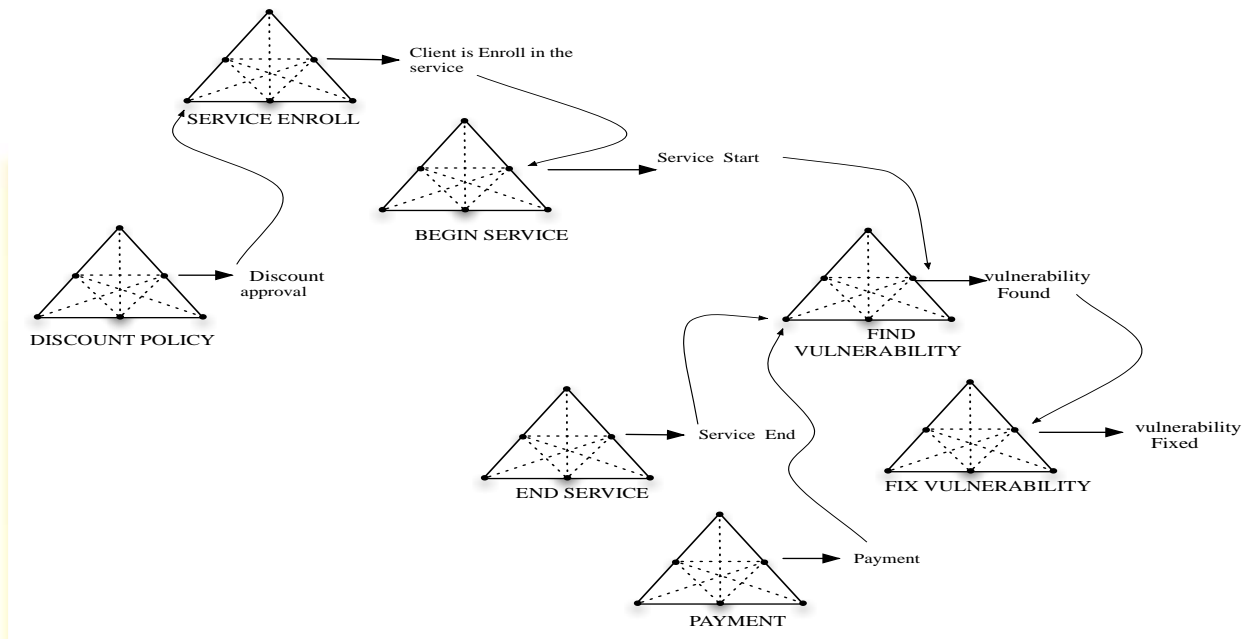 Client is Enroll in the
service
SERVICE ENROLL
Service Start
BEGIN SERVICE
Discount
approval
DISCOUNT POLICY
vulnerability
Found
FIND
VULNERABILITY
Service End
END SERVICE
vulnerability
Fixed
FIX VULNERABILITY
Payment
PAYMENT